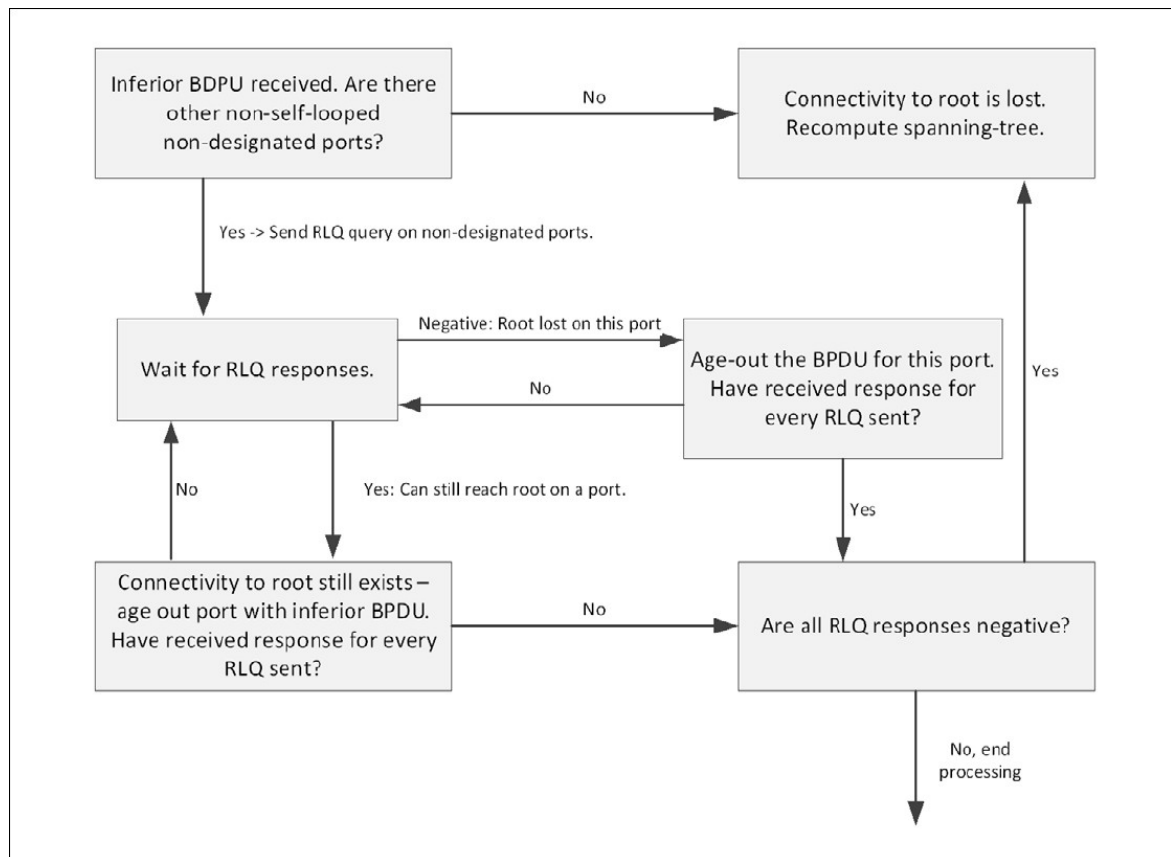 Inferior BDPU received. Are there
other non-self-looped
non-designated ports?
No
Connectivity to root is lost.
Recompute spanning-tree.
Yes -> Send RLQ query on non-designated ports.
Wait for RLQ responses.
Negative: Root lost on this port
No
Age-out the BPDU for this port.
Have received response for
every RLQ sent?
Yes
No
Yes: Can still reach root on a port.
Yes
Connectivity to root still exists –
age out port with inferior BPDU.
Have received response for every
RLQ sent?
No
Are all RLQ responses negative?
No, end
processing